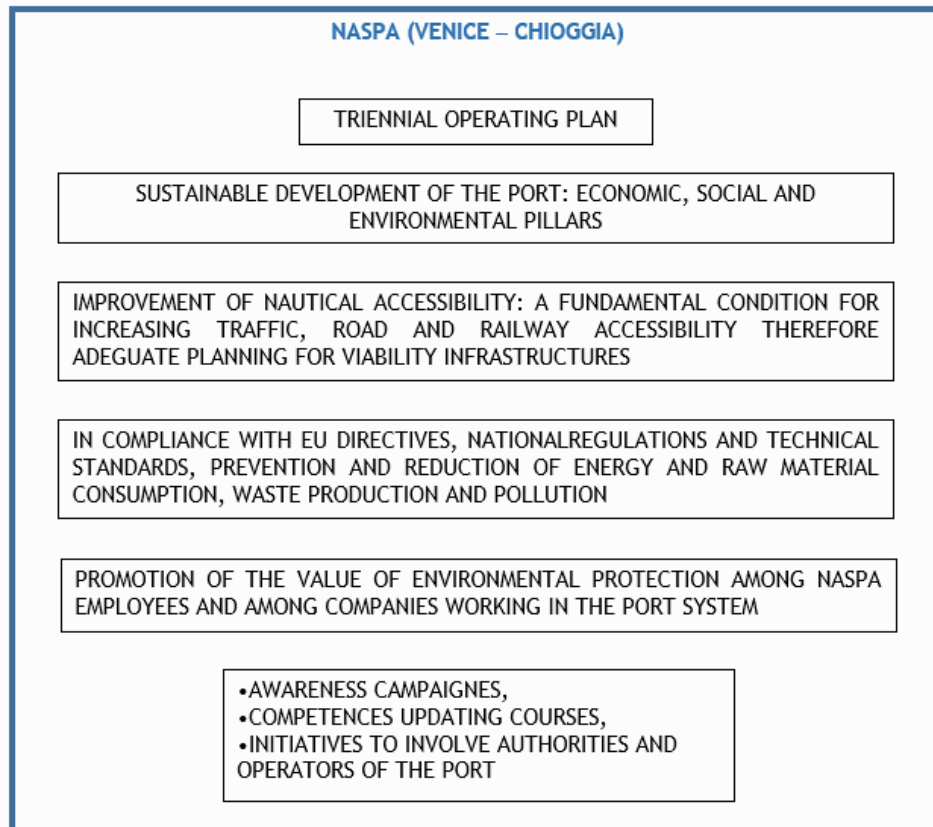 NASPA (VENICE – CHIOGGIA)
TRIENNIAL OPERATING PLAN
SUSTAINABLE DEVELOPMENT OF THE PORT: ECONOMIC, SOCIAL AND
ENVIRONMENTAL PILLARS
IMPROVEMENT OF NAUTICAL ACCESSIBILITY: A FUNDAMENTAL CONDITION FOR
INCREASING TRAFFIC, ROAD AND RAILWAY ACCESSIBILITY THEREFORE
ADEGUATE PLANNING FOR VIABILITY INFRASTRUCTURES
IN COMPLIANCE WITH EU DIRECTIVES, NATIONALREGULATIONS AND TECHNICAL
STANDARDS, PREVENTION AND REDUCTION OF ENERGY AND RAW MATERIAL
CONSUMPTION, WASTE PRODUCTION AND POLLUTION
PROMOTION OF THE VALUE OF ENVIRONMENTAL PROTECTION AMONG NASPA
EMPLOYEES AND AMONG COMPANIES WORKING IN THE PORT SYSTEM
•AWARENESS CAMPAIGNES,
•COMPETENCES UPDATING COURSES,
•INITIATIVES TO INVOLVE AUTHORITIES AND
OPERATORS OF THE PORT